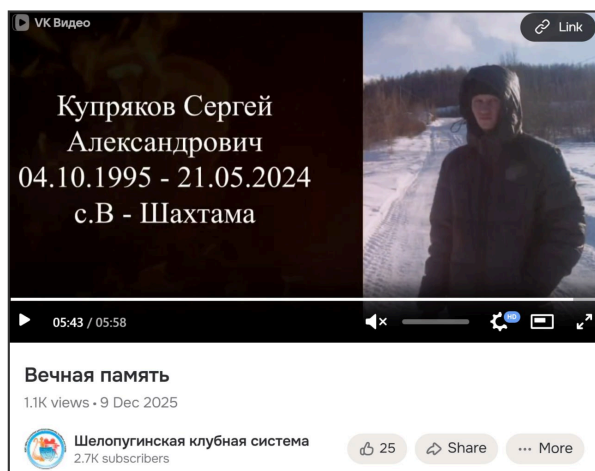 VK Видео
Link
Купряков Сергей
Александрович
04.10.1995 - 21.05.2024
с.В - Шахтама
05:43 / 05:58
HD
Вечная память
1.1K views • 9 Dec 2025
Шелопугинская клубная система
2.7K subscribers
25
Share
More